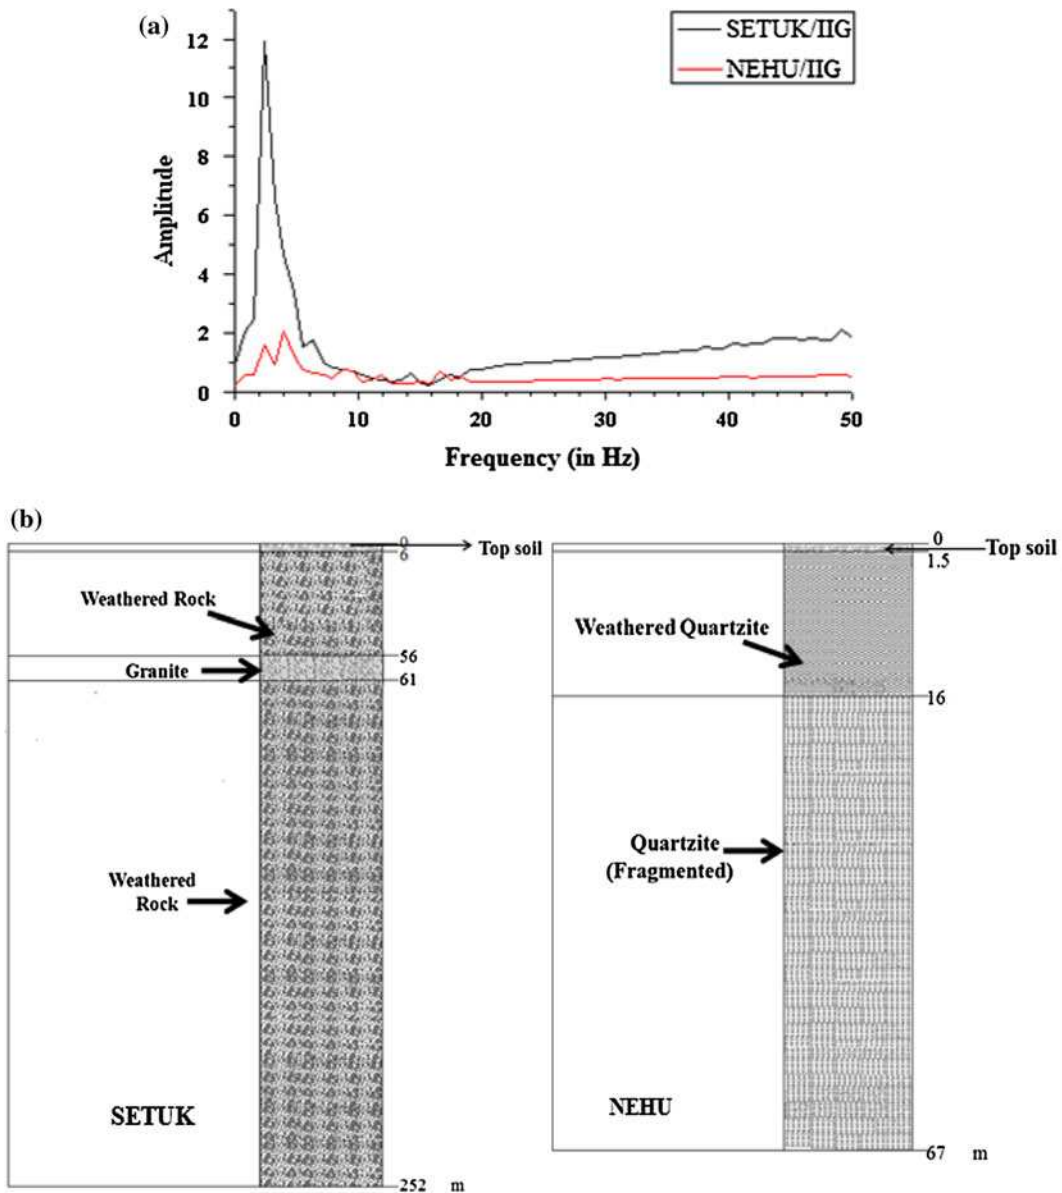 (a)
SETUK/IIG
NEHU/IIG
12
10
8
6
4
2
0
Amplitude
0 10 20 30 40 50
Frequency (in Hz)
(b)
0
6
Top soil
Weathered Rock
56
Granite
61
Weathered
Rock
SETUK
252 m
0
1.5
Top soil
Weathered Quartzite
16
Quartzite
(Fragmented)
NEHU
67 m